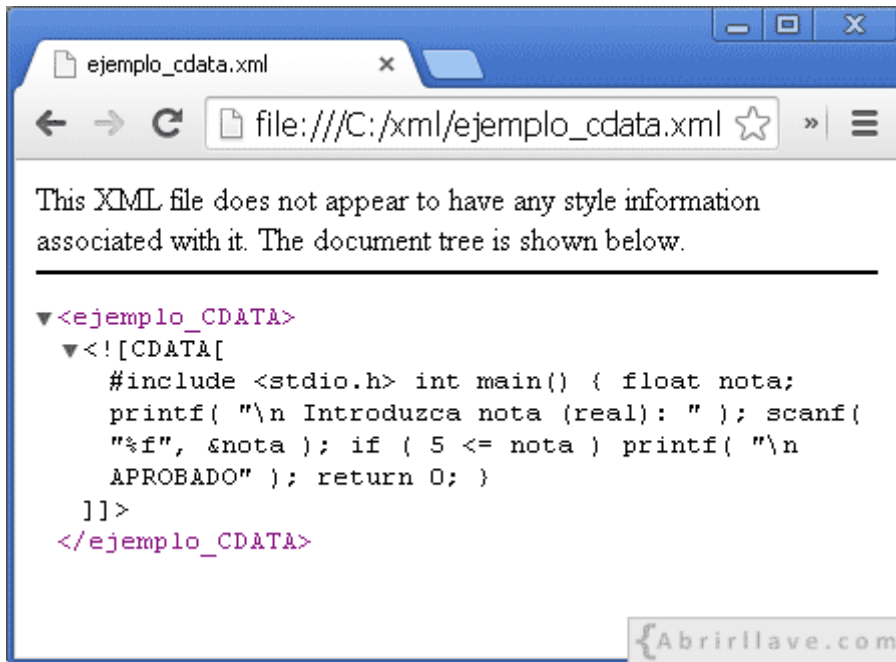 ejemplo_cdata.xml
file:///C:/xml/ejemplo_cdata.xml
This XML file does not appear to have any style information
associated with it. The document tree is shown below.
<ejemplo_CDATA>
<![CDATA[
#include <stdio.h> int main() { float nota;
printf( "\n Introduzca nota (real): " ); scanf(
"%f", &nota ); if ( 5 <= nota ) printf( "\n
APROBADO" ); return 0; }
]]>
</ejemplo_CDATA>
{Abrirllave.com